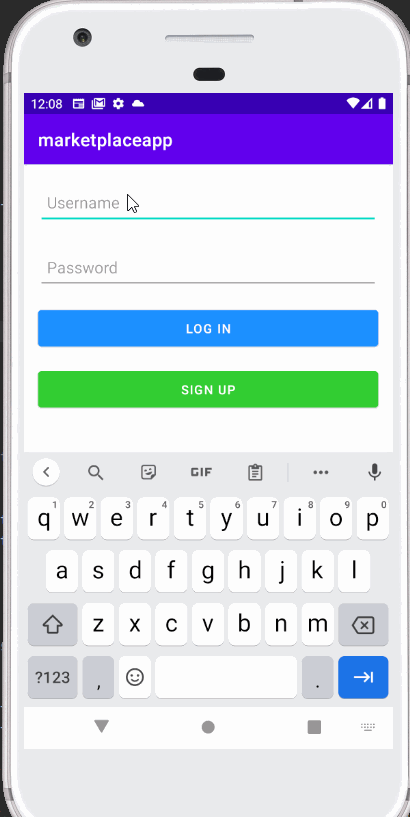 12:08
marketplaceapp
Username
Password
LOG IN
SIGN UP
GIF
1 2 3 4 5 6 7 8 9 0
q w e r t y u i o p
a s d f g h j k l
z x c v b n m
?123 , .